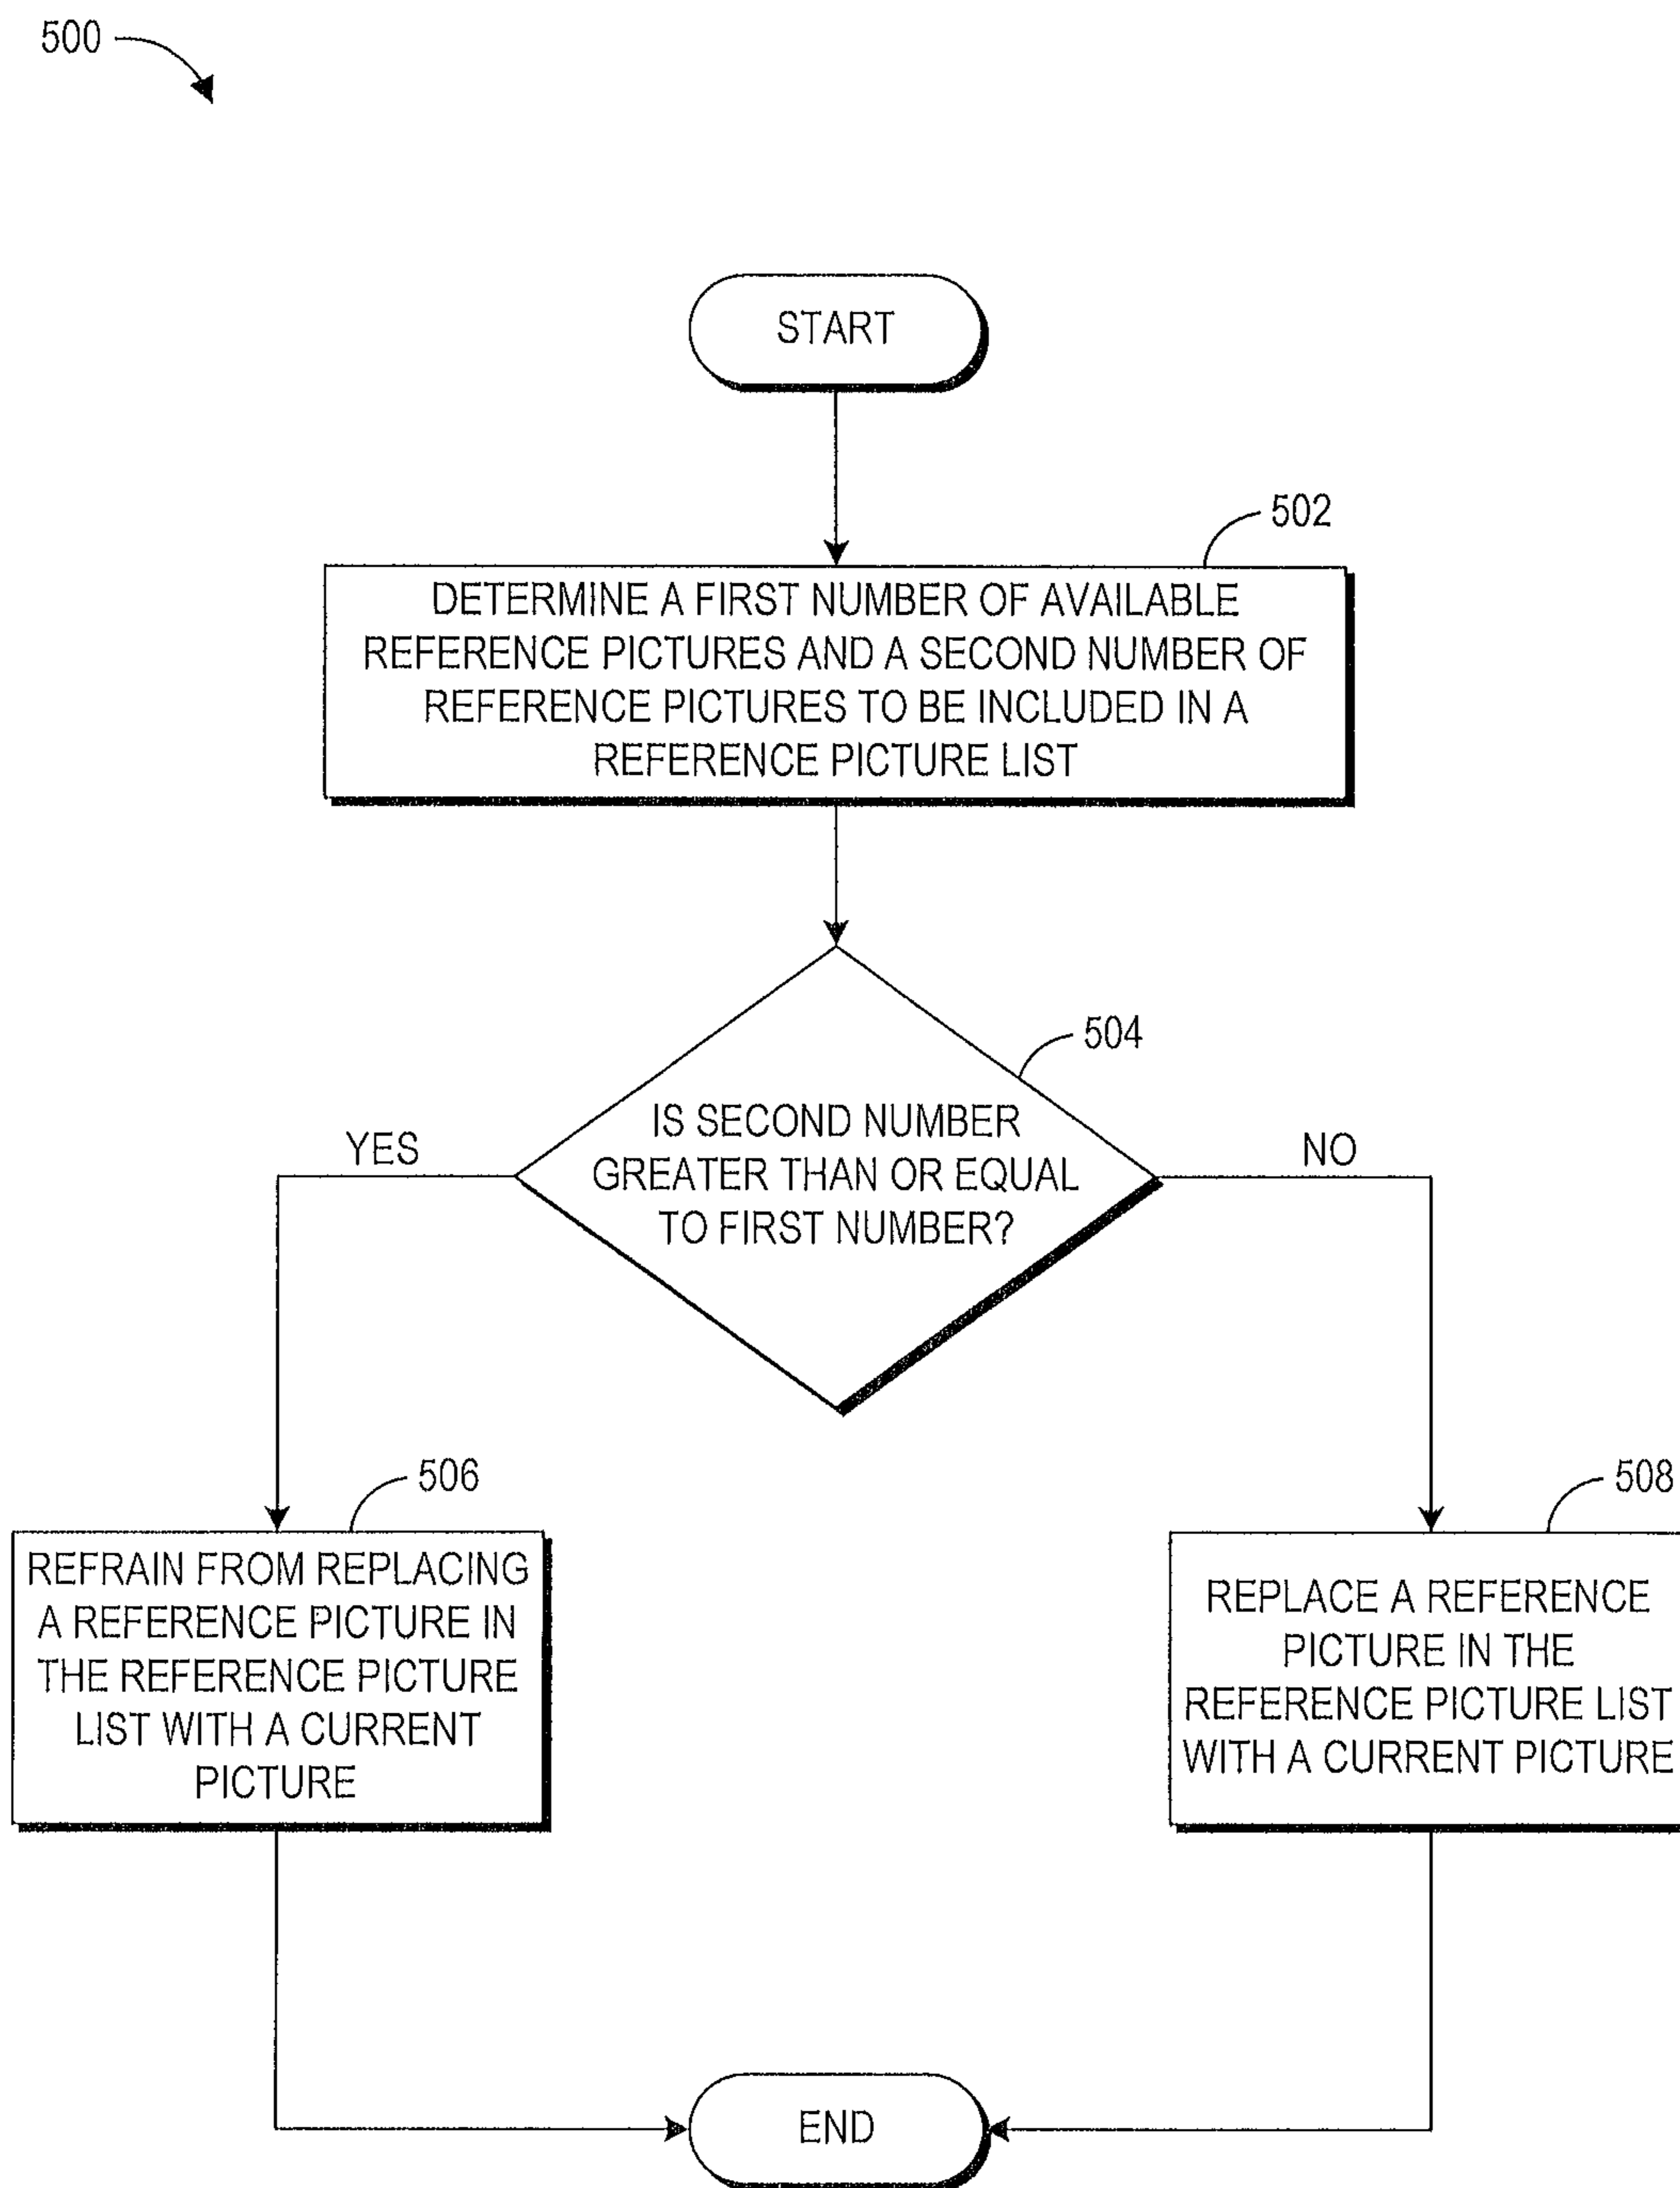 500
START
502
DETERMINE A FIRST NUMBER OF AVAILABLE
REFERENCE PICTURES AND A SECOND NUMBER OF
REFERENCE PICTURES TO BE INCLUDED IN A
REFERENCE PICTURE LIST
504
IS SECOND NUMBER
GREATER THAN OR EQUAL
TO FIRST NUMBER?
YES
NO
506
REFRAIN FROM REPLACING
A REFERENCE PICTURE IN
THE REFERENCE PICTURE
LIST WITH A CURRENT
PICTURE
508
REPLACE A REFERENCE
PICTURE IN THE
REFERENCE PICTURE LIST
WITH A CURRENT PICTURE
END